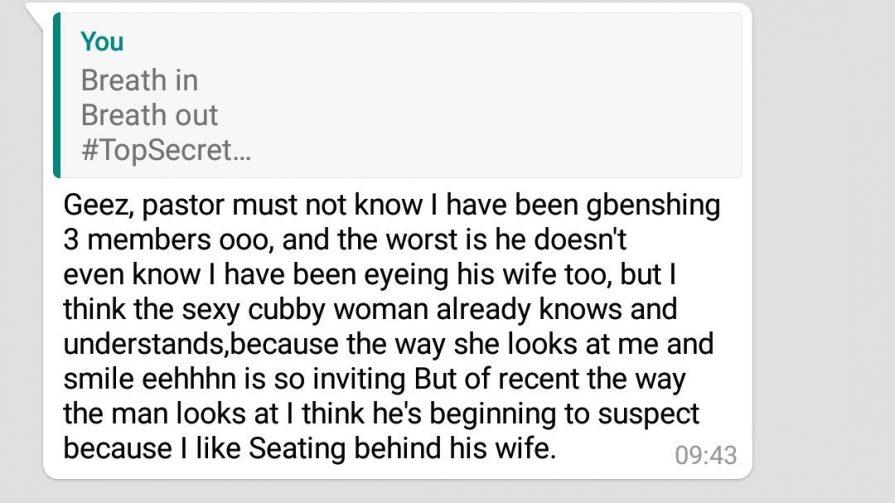 You
Breath in
Breath out
#TopSecret...
Geez, pastor must not know I have been gbenshing
3 members ooo, and the worst is he doesn't
even know I have been eyeing his wife too, but I
think the sexy cubby woman already knows and
understands,because the way she looks at me and
smile eehhhn is so inviting But of recent the way
the man looks at I think he's beginning to suspect
because I like Seating behind his wife.
09:43